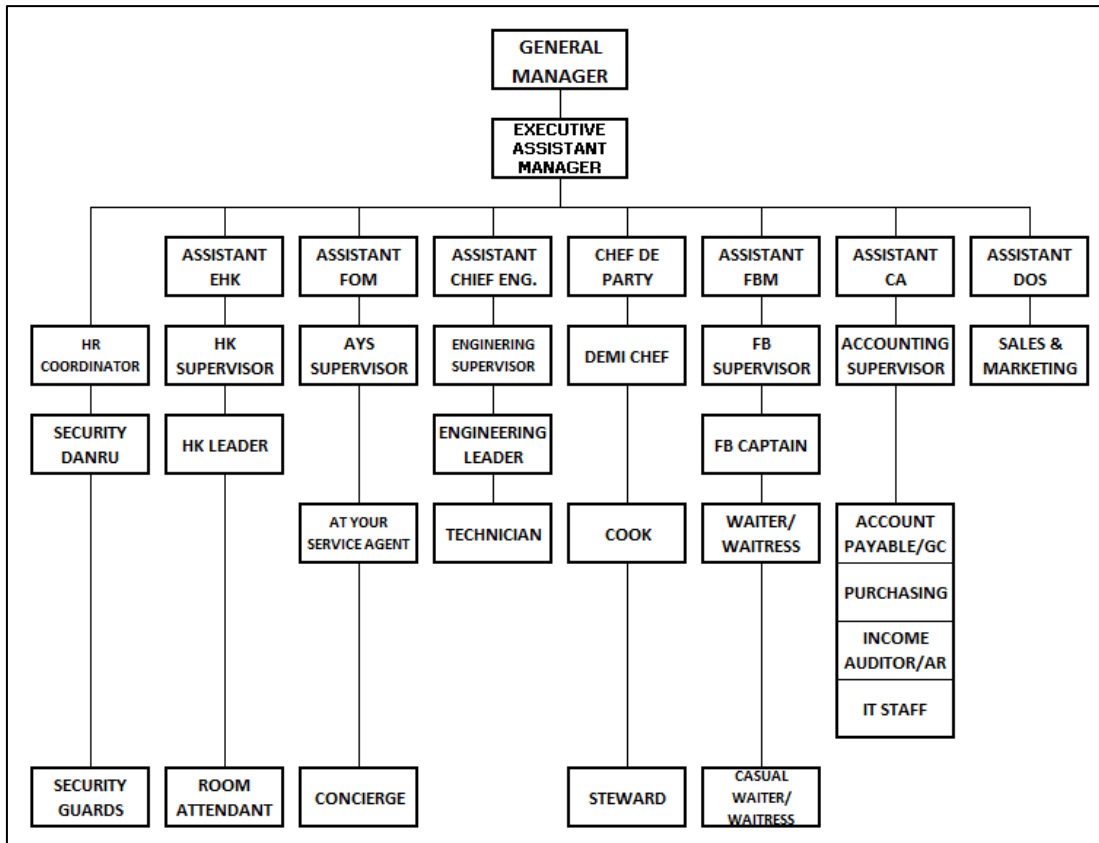 GENERAL
MANAGER
EXECUTIVE
ASSISTANT
MANAGER
ASSISTANT
EHK
ASSISTANT
FOM
ASSISTANT
CHIEF ENG.
CHEF DE
PARTY
ASSISTANT
FBM
ASSISTANT
CA
ASSISTANT
DOS
HR
COORDINATOR
HK
SUPERVISOR
AYS
SUPERVISOR
ENGINERING
SUPERVISOR
DEMI CHEF
FB
SUPERVISOR
ACCOUNTING
SUPERVISOR
SALES &
MARKETING
SECURITY
DANRU
HK LEADER
ENGINEERING
LEADER
FB CAPTAIN
AT YOUR
SERVICE AGENT
TECHNICIAN
COOK
WAITER/
WAITRESS
ACCOUNT
PAYABLE/GC
PURCHASING
INCOME
AUDITOR/AR
IT STAFF
SECURITY
GUARDS
ROOM
ATTENDANT
CONCIERGE
STEWARD
CASUAL
WAITER/
WAITRESS